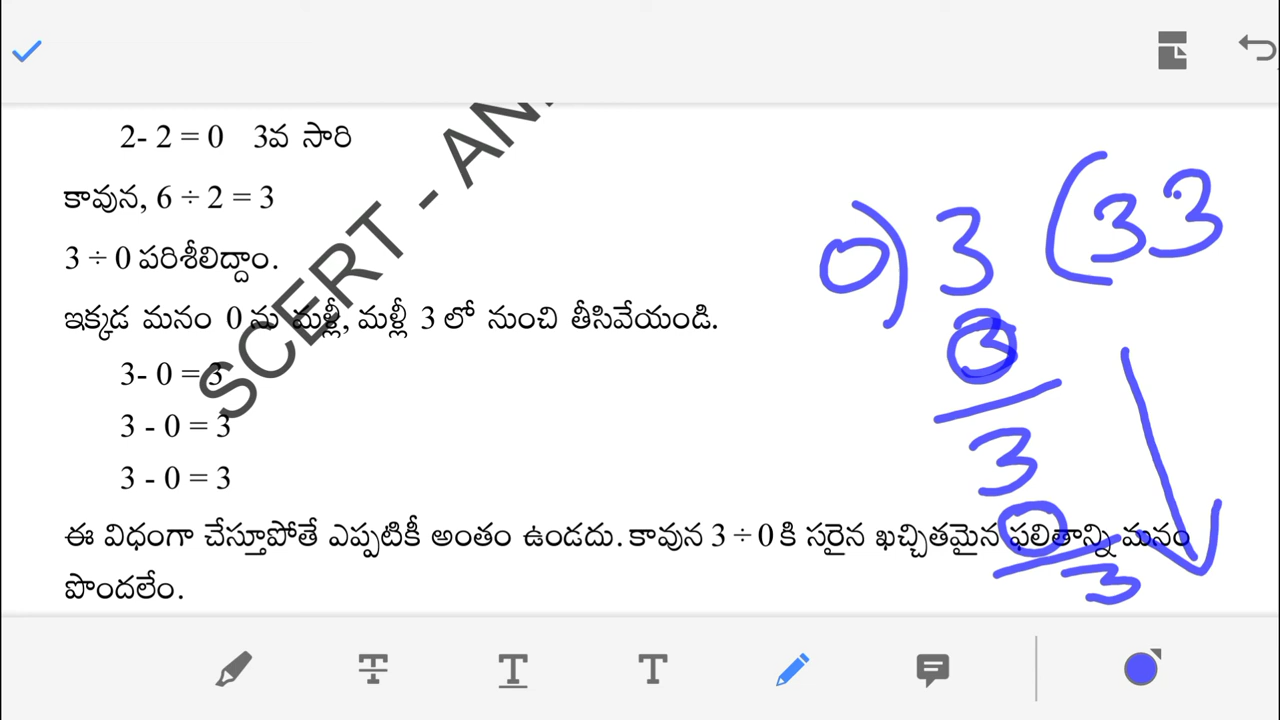 2- 2 = 0 3వ సారి
కావున, 6 ÷ 2 = 3
3 ÷ 0 పరిశీలిద్దాం.
ఇక్కడ మనం 0 ను మళ్లీ, మళ్లీ 3 లో నుంచి తీసివేయండి.
3- 0 = 3
3 - 0 = 3
3 - 0 = 3
ఈ విధంగా చేస్తూపోతే ఎప్పటికీ అంతం ఉండదు. కావున 3 ÷ 0 కి సరైన ఖచ్చితమైన ఫలితాన్ని మనం
పొందలేం.
SCERT -
0) 3 (33
0
3
0
3